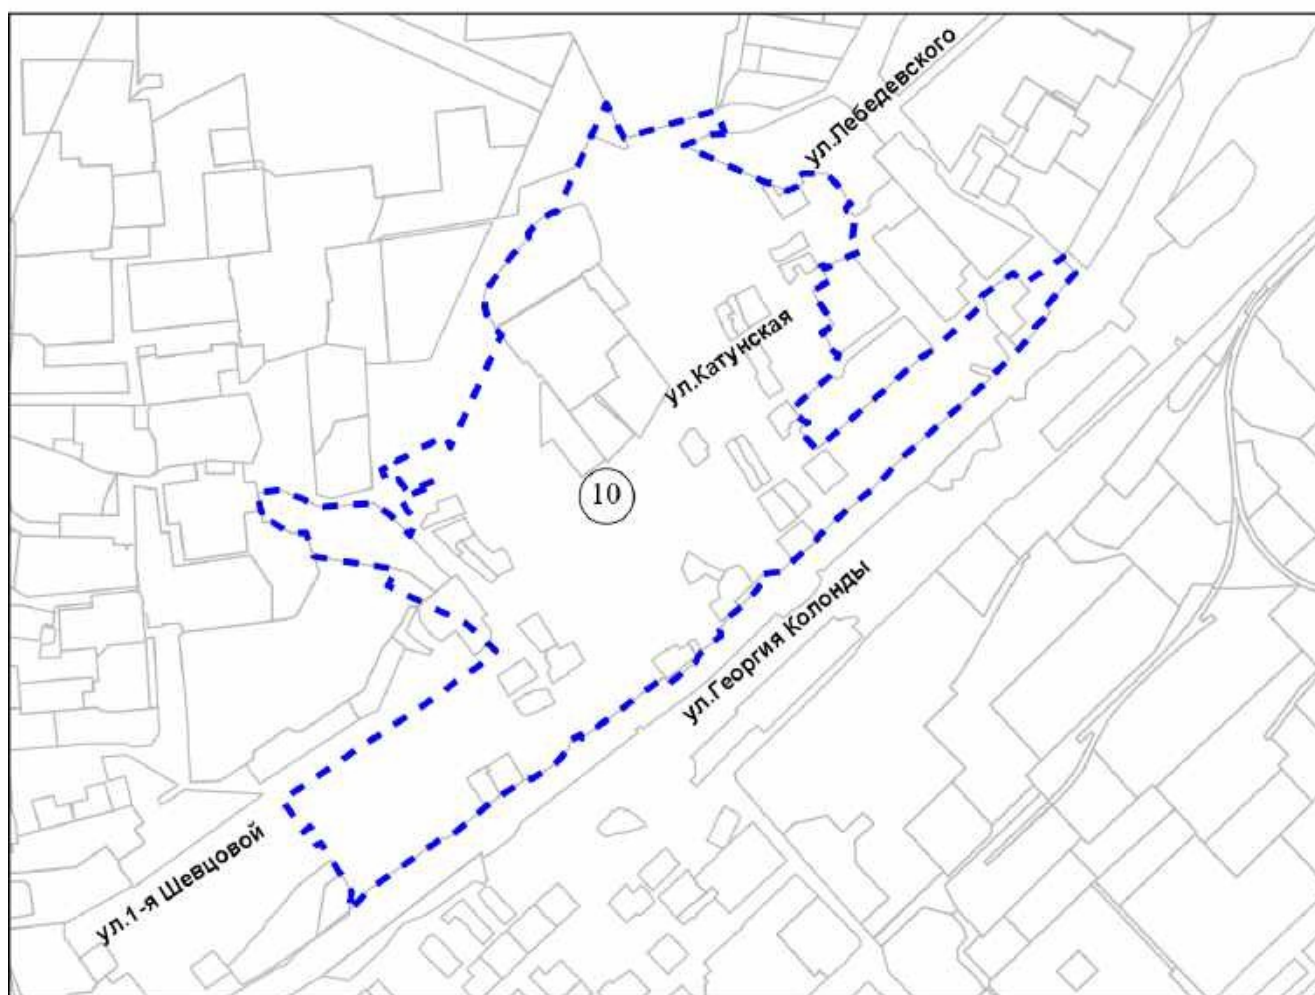 ул.Лебедевского
ул.Катунская
10
ул.Георгия Колонды
ул.1-я Шевцовой